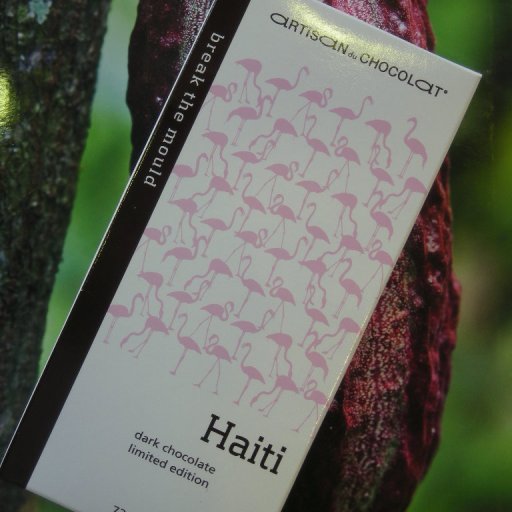 artisan du chocolat
break the mould
Haiti
dark chocolate
limited edition